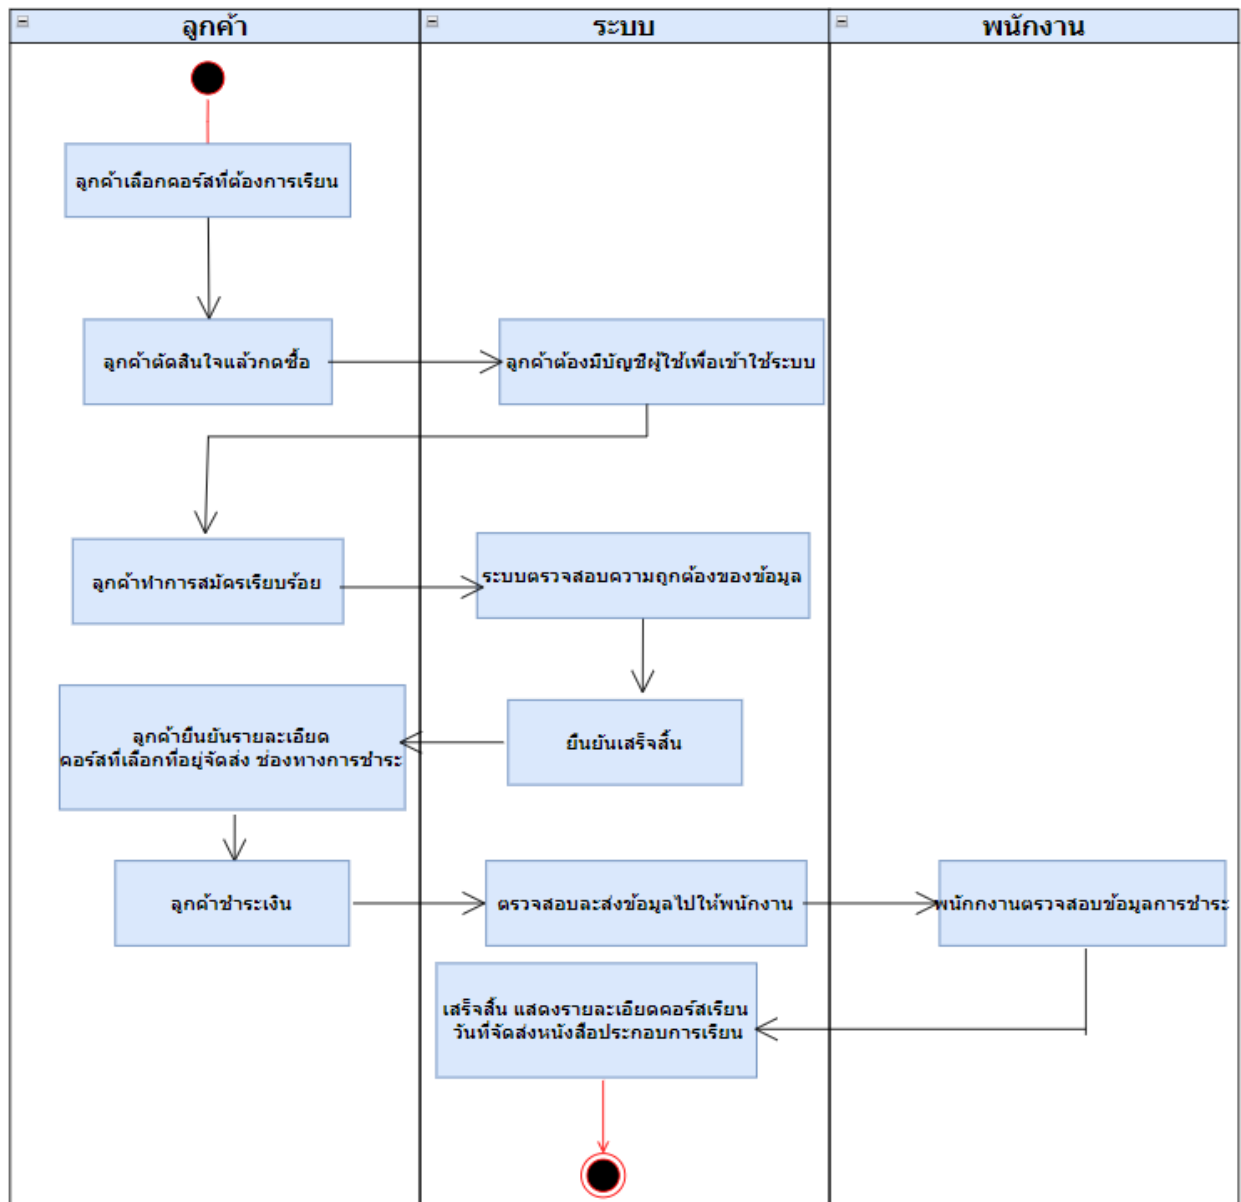 ลูกค้า
ระบบ
พนักงาน
ลูกค้าเลือกคอร์สที่ต้องการเรียน
ลูกค้าตัดสินใจแล้วกดซื้อ
ลูกค้าต้องมีบัญชีผู้ใช้เพื่อเข้าใช้ระบบ
ลูกค้าทำการสมัครเรียบร้อย
ระบบตรวจสอบความถูกต้องของข้อมูล
ยืนยันเสร็จสิ้น
ลูกค้ายืนยันรายละเอียด
คอร์สที่เลือกที่อยู่จัดส่ง ช่องทางการชำระ
ลูกค้าชำระเงิน
ตรวจสอบละส่งข้อมูลไปให้พนักงาน
พนักกงานตรวจสอบข้อมูลการชำระ
เสร็จสิ้น แสดงรายละเอียดคอร์สเรียน
วันที่จัดส่งหนังสือประกอบการเรียน